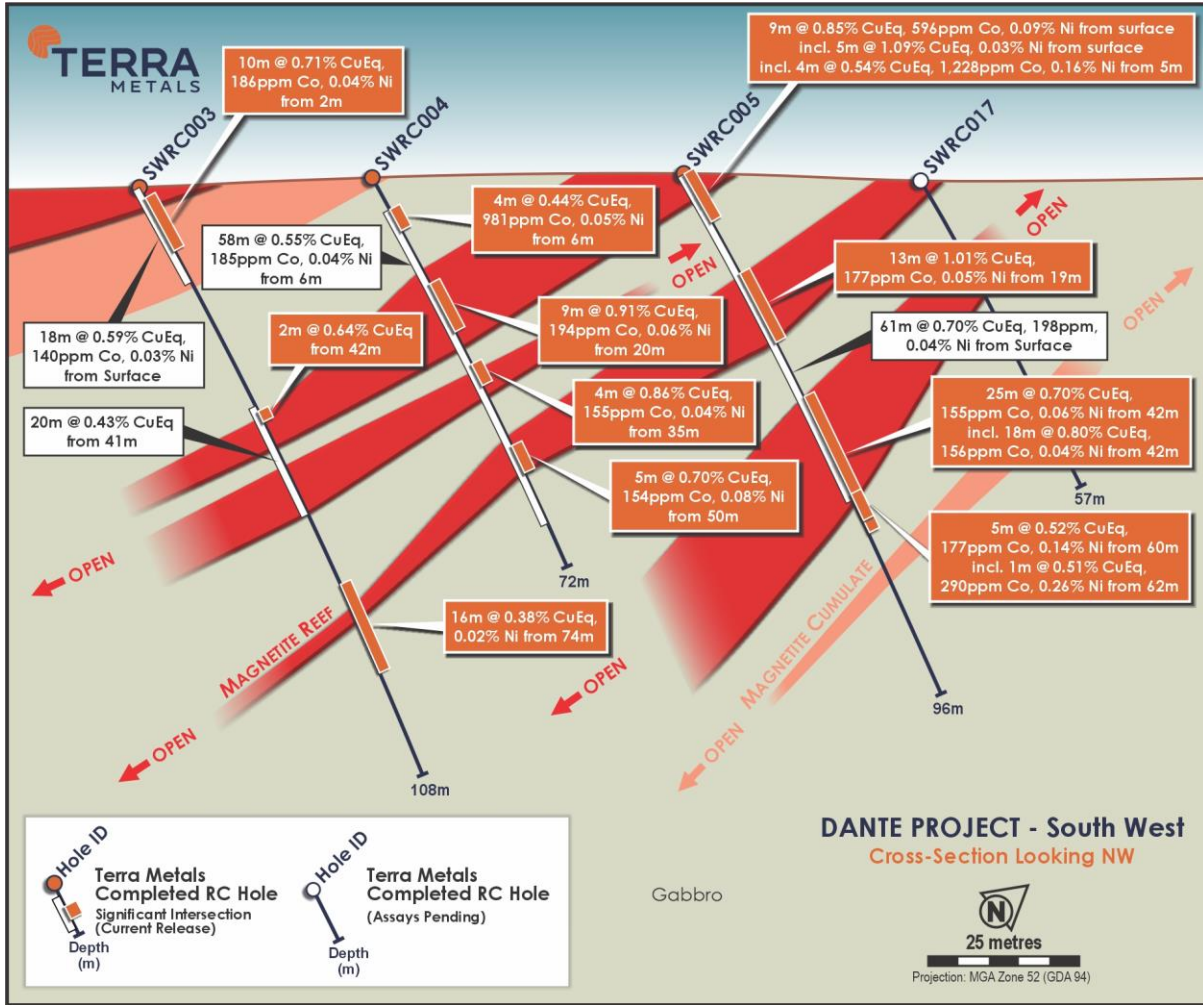 TERRA
METALS
10m @ 0.71% CuEq,
186ppm Co, 0.04% Ni
from 2m
9m @ 0.85% CuEq, 596ppm Co, 0.09% Ni from surface
incl. 5m @ 1.09% CuEq, 0.03% Ni from surface
incl. 4m @ 0.54% CuEq, 1,228ppm Co, 0.16% Ni from 5m
SWRC003
SWRC004
SWRC005
SWRC017
4m @ 0.44% CuEq,
981ppm Co, 0.05% Ni
from 6m
58m @ 0.55% CuEq,
185ppm Co, 0.04% Ni
from 6m
OPEN
OPEN
OPEN
13m @ 1.01% CuEq,
177ppm Co, 0.05% Ni from 19m
18m @ 0.59% CuEq,
140ppm Co, 0.03% Ni
from Surface
2m @ 0.64% CuEq
from 42m
9m @ 0.91% CuEq,
194ppm Co, 0.06% Ni
from 20m
61m @ 0.70% CuEq, 198ppm,
0.04% Ni from Surface
20m @ 0.43% CuEq
from 41m
4m @ 0.86% CuEq,
155ppm Co, 0.04% Ni
from 35m
25m @ 0.70% CuEq,
155ppm Co, 0.06% Ni from 42m
incl. 18m @ 0.80% CuEq,
156ppm Co, 0.04% Ni from 42m
5m @ 0.70% CuEq,
154ppm Co, 0.08% Ni
from 50m
57m
5m @ 0.52% CuEq,
177ppm Co, 0.14% Ni from 60m
incl. 1m @ 0.51% CuEq,
290ppm Co, 0.26% Ni from 62m
OPEN
72m
16m @ 0.38% CuEq,
0.02% Ni from 74m
MAGNETITE REEF
MAGNETITE CUMULATE
OPEN
OPEN
OPEN
96m
108m
Hole ID
Terra Metals
Completed RC Hole
Significant Intersection
(Current Release)
Depth
(m)
Hole ID
Terra Metals
Completed RC Hole
(Assays Pending)
Depth
(m)
Gabbro
DANTE PROJECT - South West
Cross-Section Looking NW
N
25 metres
Projection: MGA Zone 52 (GDA 94)